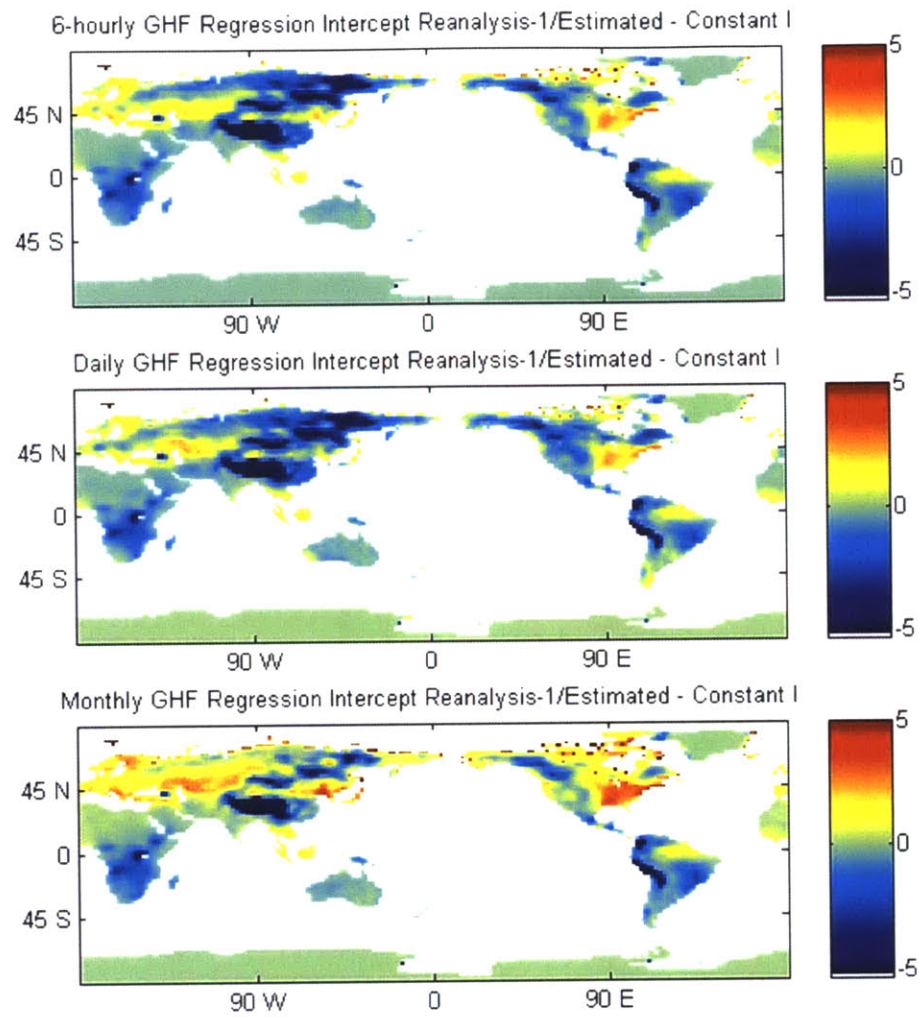 6-hourly GHF Regression Intercept Reanalysis-1/Estimated - Constant I
5
45 N
0
0
45 S
-5
90 W
0
90 E
Daily GHF Regression Intercept Reanalysis-1/Estimated - Constant I
5
45 N
0
0
45 S
-5
90 W
0
90 E
Monthly GHF Regression Intercept Reanalysis-1/Estimated - Constant I
5
45 N
0
0
45 S
-5
90 W
0
90 E